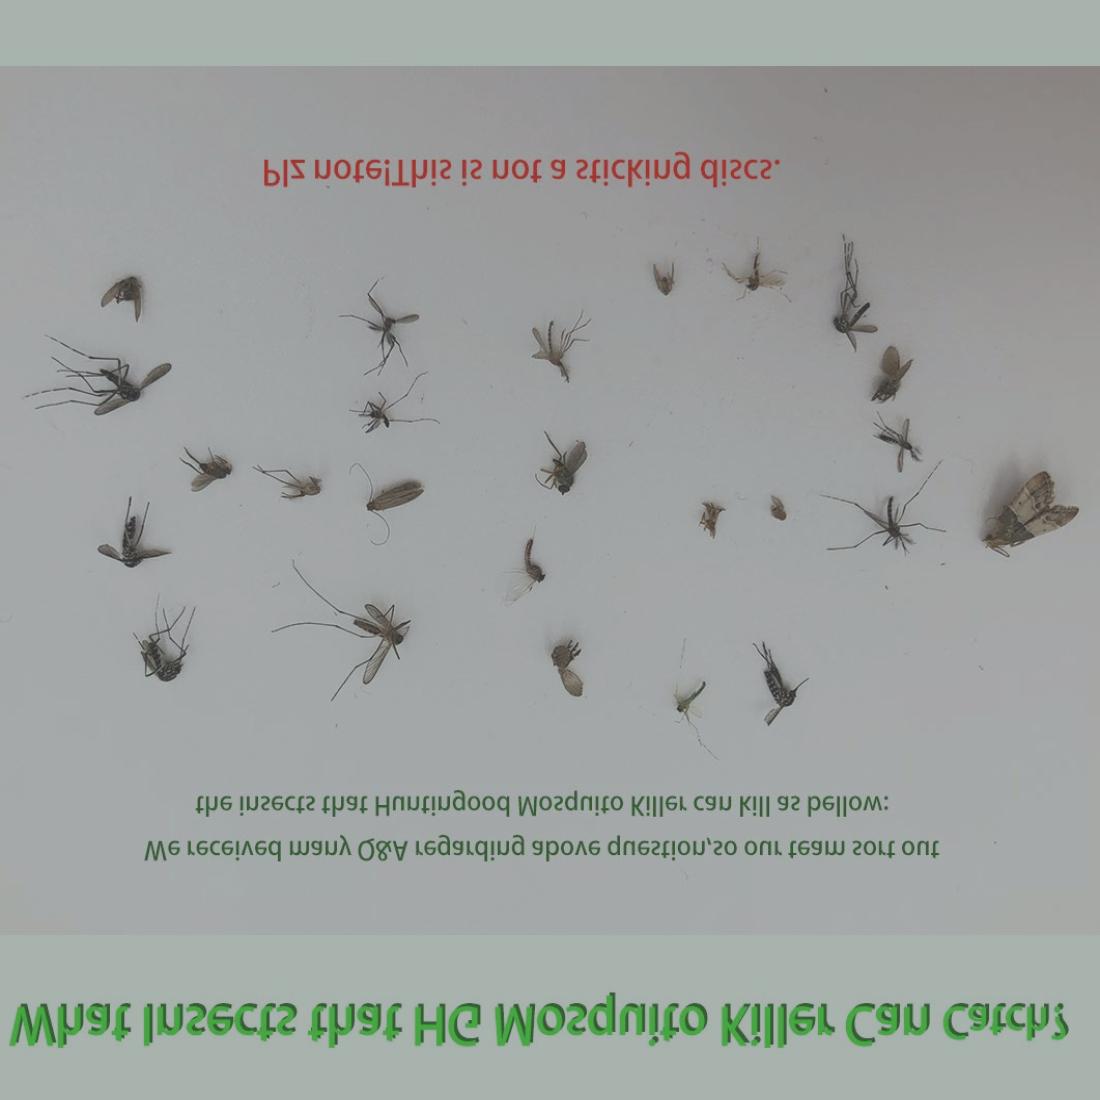 What Insects that HG Mosquito Killer Can Catch?
We received many Q&A regarding above question,so our team sort out
the insects that Huntingood Mosquito Killer can kill as bellow:
Plz note!This is not a sticking discs.